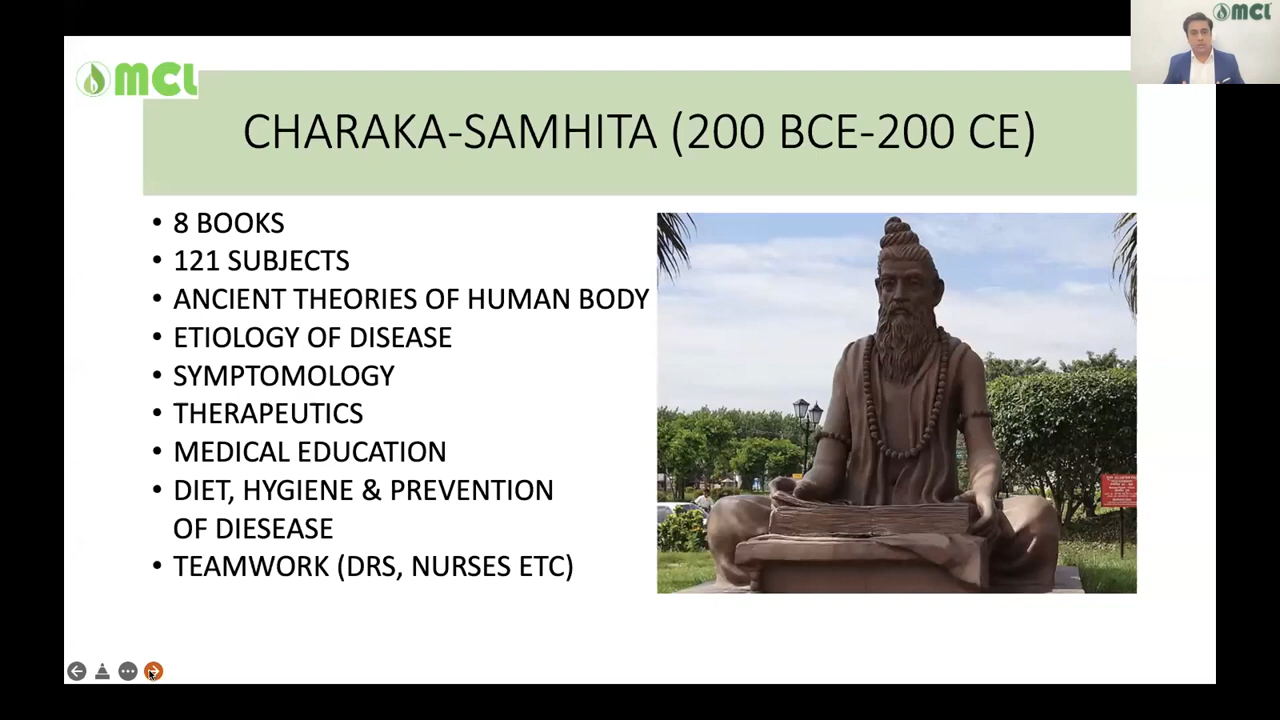 MCL
MCL
CHARAKA-SAMHITA (200 BCE-200 CE)
• 8 BOOKS
• 121 SUBJECTS
• ANCIENT THEORIES OF HUMAN BODY
• ETIOLOGY OF DISEASE
• SYMPTOMOLOGY
• THERAPEUTICS
• MEDICAL EDUCATION
• DIET, HYGIENE & PREVENTION
OF DIESEASE
• TEAMWORK (DRS, NURSES ETC)